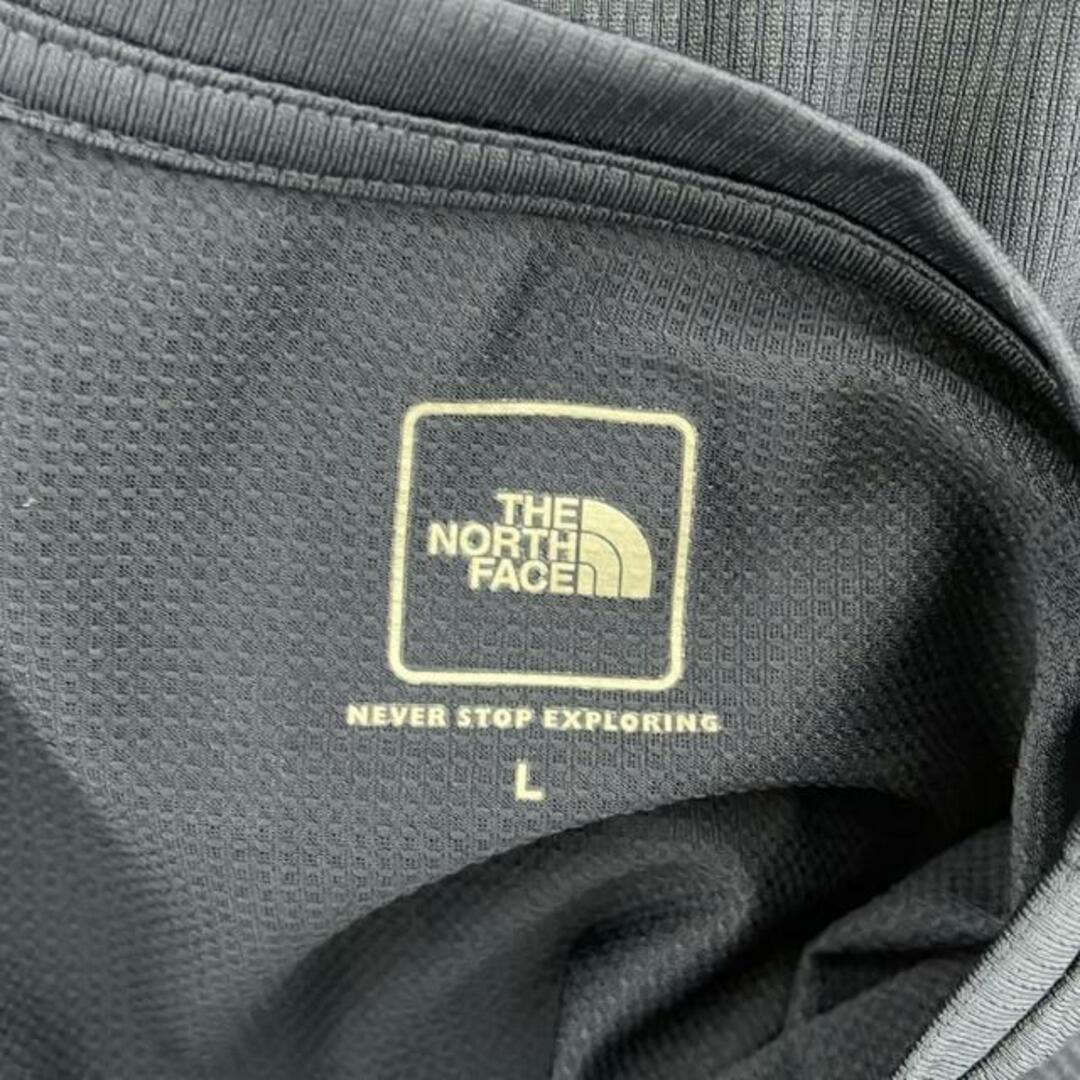 THE
NORTH
FACE
NEVER STOP EXPLORING
L